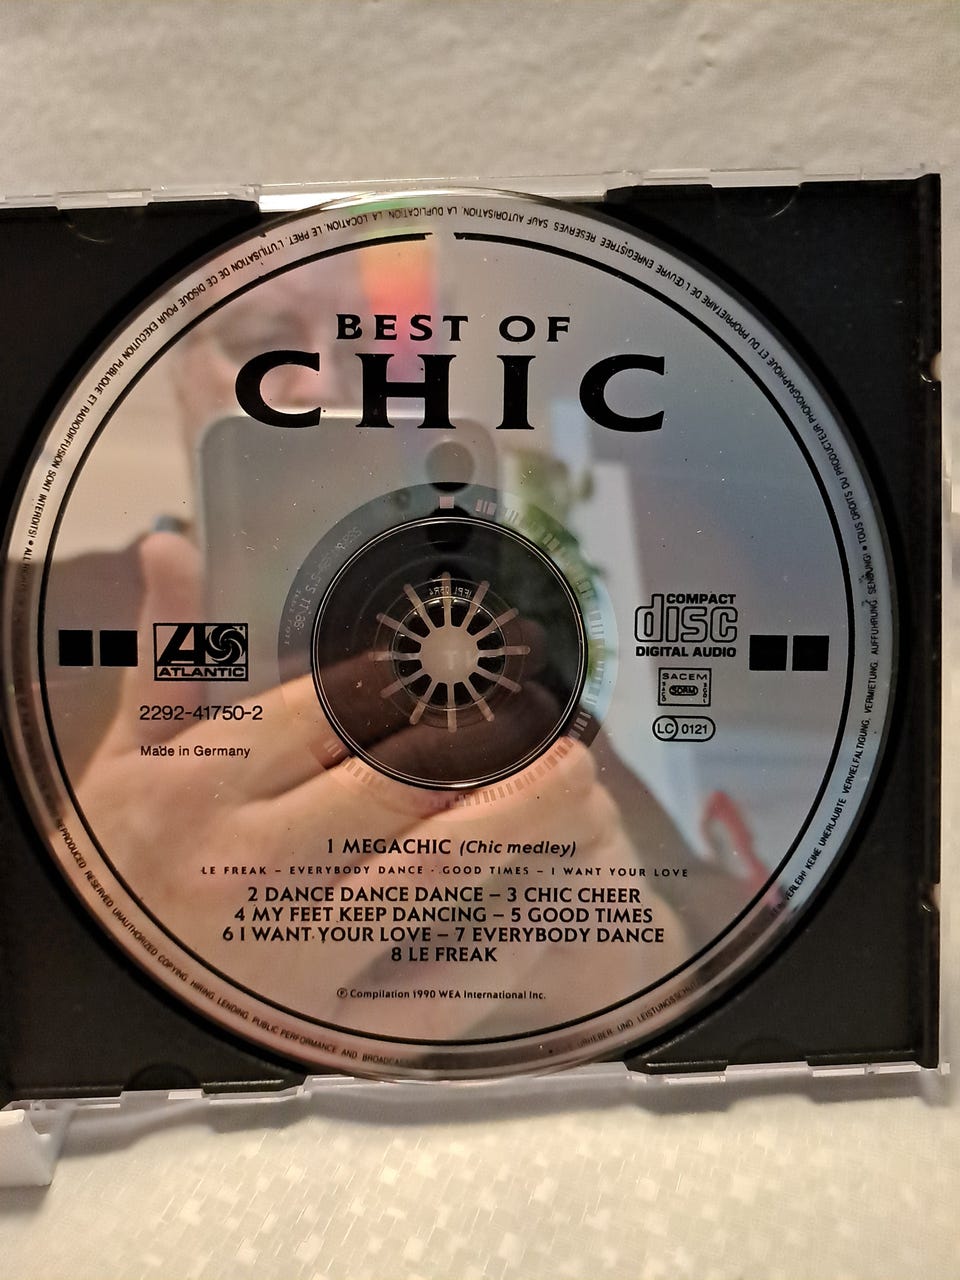 BEST OF
CHIC
ATLANTIC
2292-41750-2
Made in Germany
COMPACT
disc
DIGITAL AUDIO
SACEM
SDRM
LC 0121
1 MEGACHIC (Chic medley)
LE FREAK – EVERYBODY DANCE - GOOD TIMES – I WANT YOUR LOVE
2 DANCE DANCE DANCE – 3 CHIC CHEER
4 MY FEET KEEP DANCING – 5 GOOD TIMES
6 I WANT YOUR LOVE – 7 EVERYBODY DANCE
8 LE FREAK
℗ Compilation 1990 WEA International Inc.
REPRODUCED RESERVED UNAUTHORIZED COPYING, HIRING, LENDING, PUBLIC PERFORMANCE AND
URHEBER- UND LEISTUNGSSCHUTZ
KEINE UNERLAUBTE VERVIELFÄLTIGUNG, VERMIETUNG, AUFFÜHRUNG, SENDUNG! • TOUS DROITS DU PRODUCTEUR PHONOGRAPHIQUE ET DU PROPRIETAIRE DE L'ŒUVRE ENREGISTREE RESERVES SAUF AUTORISATION, LA DUPLICATION, LA LOCATION, LE PRET, L'UTILISATION DE CE DISQUE POUR EXECUTION PUBLIQUE ET RADIODIFFUSION SONT INTERDITS! • ALL